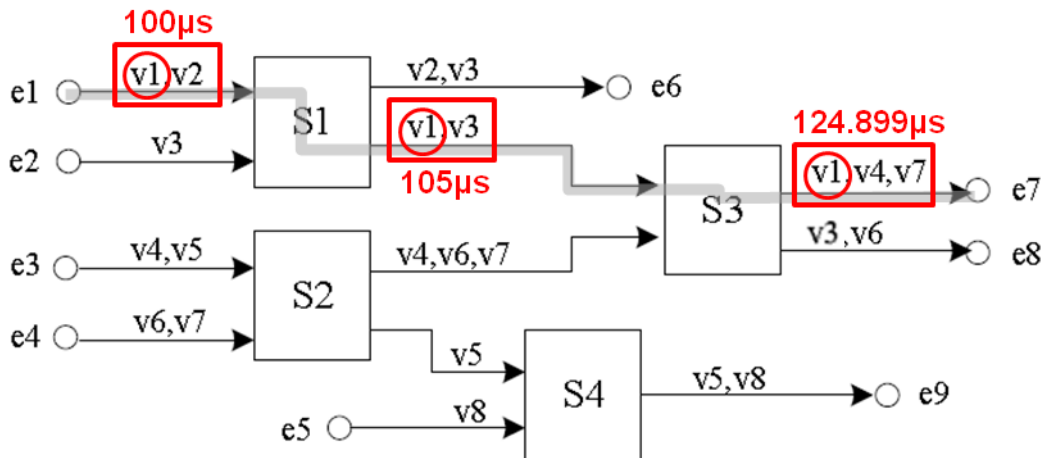 100μs
e1
v1,v2
S1
v2,v3
e6
e2
v3
v1,v3
105μs
124.899μs
v1,v4,v7
e7
S3
v3,v6
e8
e3
v4,v5
S2
v4,v6,v7
e4
v6,v7
v5
S4
v5,v8
e9
e5
v8